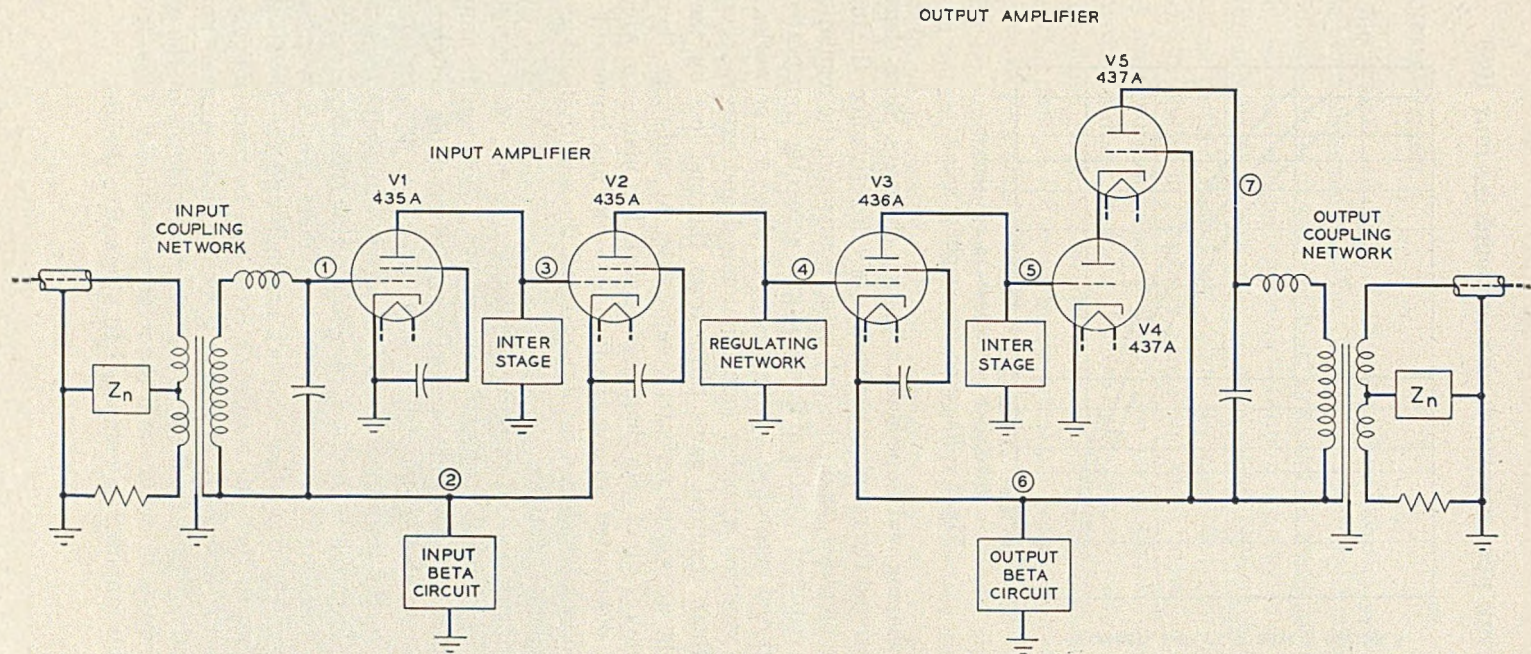 OUTPUT AMPLIFIER
V5
437A
INPUT AMPLIFIER
V1
435A
V2
435A
V3
436A
7
INPUT
COUPLING
NETWORK
OUTPUT
COUPLING
NETWORK
1
3
4
5
V4
437A
INTER
STAGE
REGULATING
NETWORK
INTER
STAGE
Zn
Zn
2
6
INPUT
BETA
CIRCUIT
OUTPUT
BETA
CIRCUIT